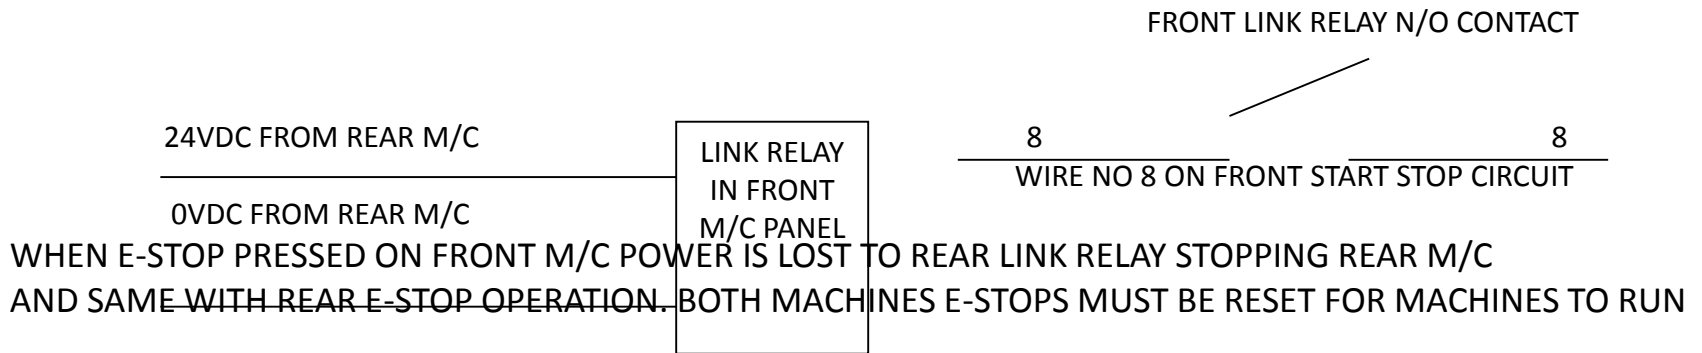 FRONT LINK RELAY N/O CONTACT
24VDC FROM REAR M/C
0VDC FROM REAR M/C
LINK RELAY
IN FRONT
M/C PANEL
8
8
WIRE NO 8 ON FRONT START STOP CIRCUIT
WHEN E-STOP PRESSED ON FRONT M/C POWER IS LOST TO REAR LINK RELAY STOPPING REAR M/C
AND SAME WITH REAR E-STOP OPERATION. BOTH MACHINES E-STOPS MUST BE RESET FOR MACHINES TO RUN